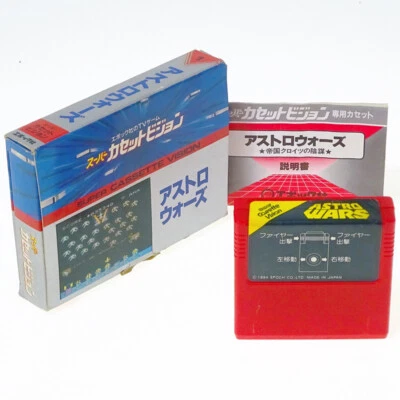 アストロウォーズ
エポック社のTVゲーム
スーパーカセットビジョン
SUPER CASSETTE VISION
アストロ
ウォーズ
スーパーカセットビジョン 専用カセット
アストロウォーズ
★帝国クロイツの陰謀★
説明書
Super
Cassette
Vision
ASTRO
WARS
ファイヤー
出撃
ファイヤー
出撃
左移動
右移動
© 1984 EPOCH CO., LTD. MADE IN JAPAN